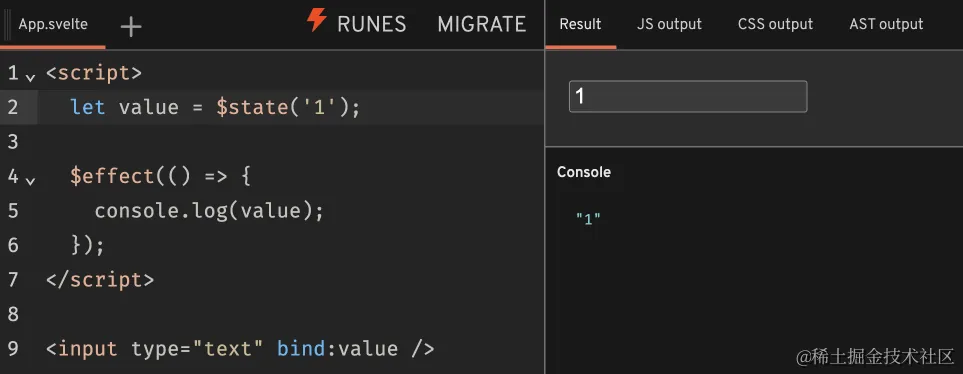 App.svelte + RUNES MIGRATE
1 <script>
2 let value = $state('1');
3
4 $effect(() => {
5 console.log(value);
6 });
7 </script>
8
9 <input type="text" bind:value />
Result JS output CSS output AST output
1
Console
"1"
@稀土掘金技术社区